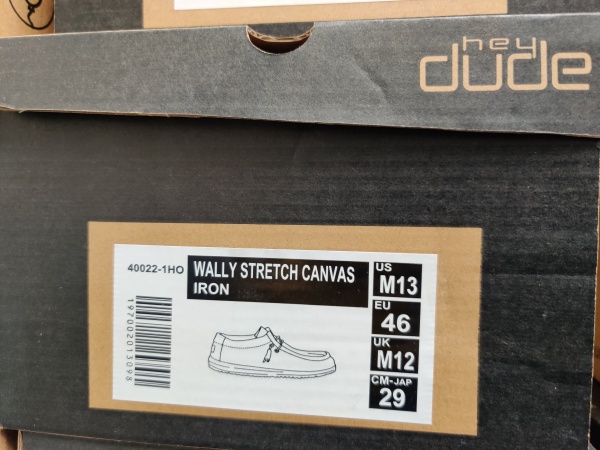 hey
dude
40022-1HO
WALLY STRETCH CANVAS
IRON
US
M13
EU
46
UK
M12
CM-JAP
29
197002013098